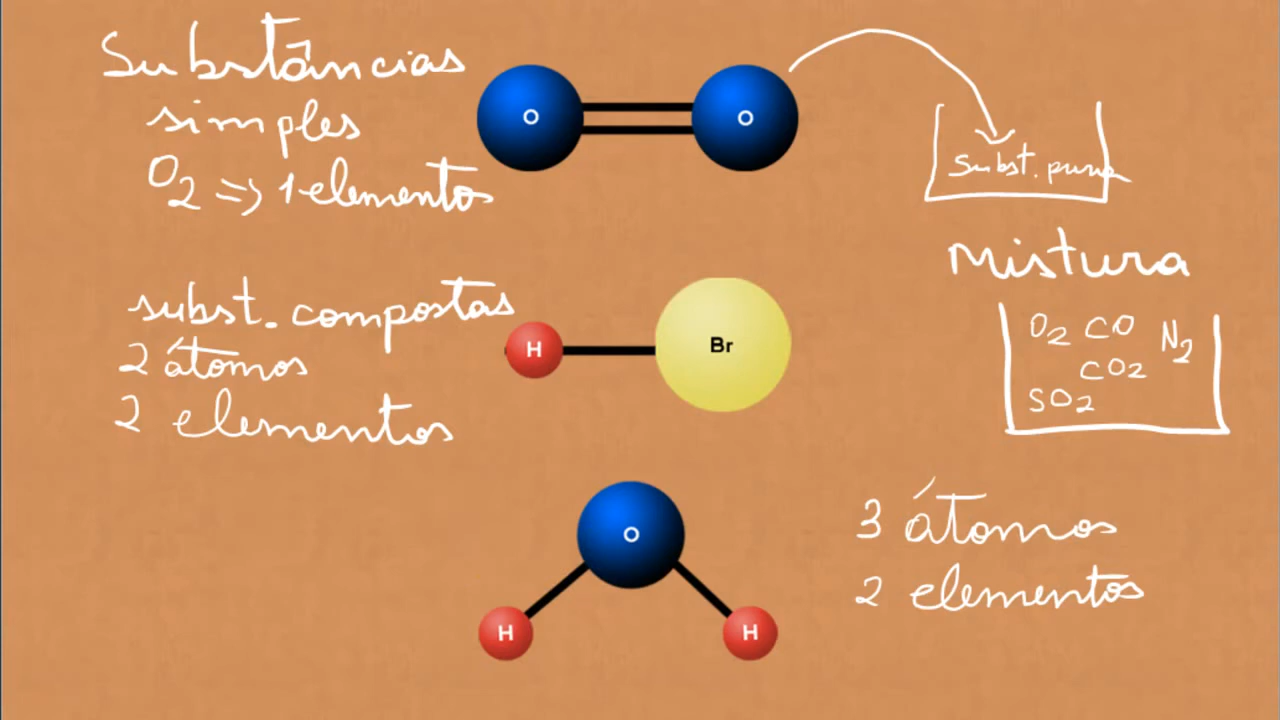 Substâncias
simples
O2 => 1 elemento
O O
subst. pura
mistura
O2 CO N2
CO2
SO2
subst. compostas
2 átomos
2 elementos
H Br
O
H H
3 átomos
2 elementos